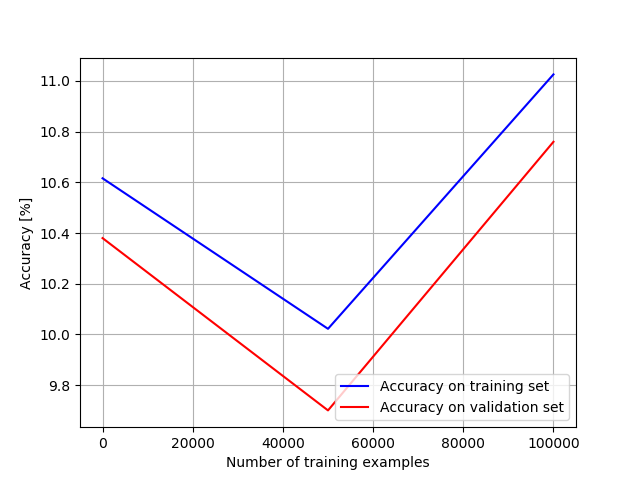 11.0
10.8
10.6
10.4
10.2
10.0
9.8
Accuracy [%]
Accuracy on training set
Accuracy on validation set
0 20000 40000 60000 80000 100000
Number of training examples